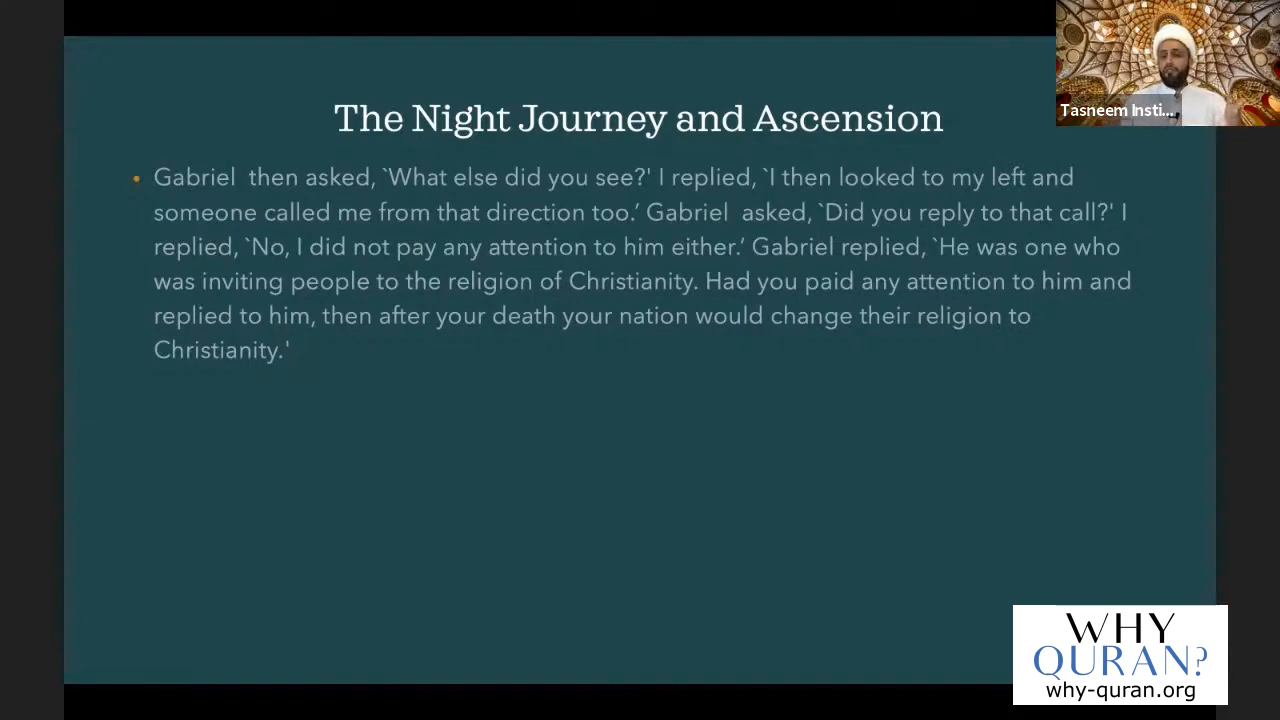 Tasneem Insti...
The Night Journey and Ascension
• Gabriel then asked, `What else did you see?' I replied, `I then looked to my left and
someone called me from that direction too.’ Gabriel asked, `Did you reply to that call?' I
replied, `No, I did not pay any attention to him either.’ Gabriel replied, `He was one who
was inviting people to the religion of Christianity. Had you paid any attention to him and
replied to him, then after your death your nation would change their religion to
Christianity.'
WHY
QURAN?
why-quran.org